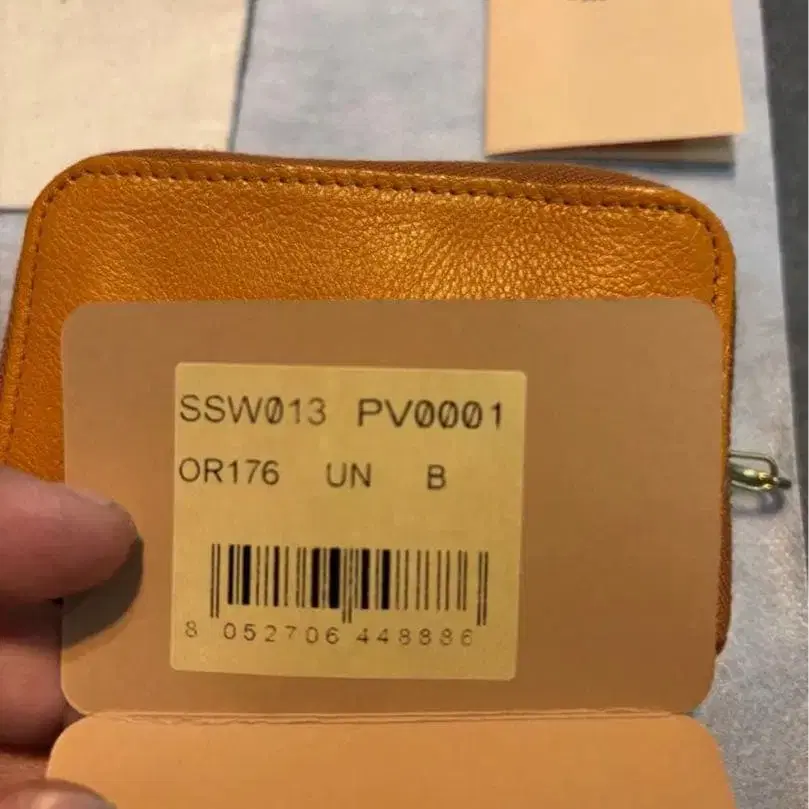 SSW013 PV0001
OR176 UN B
8 052706 448886